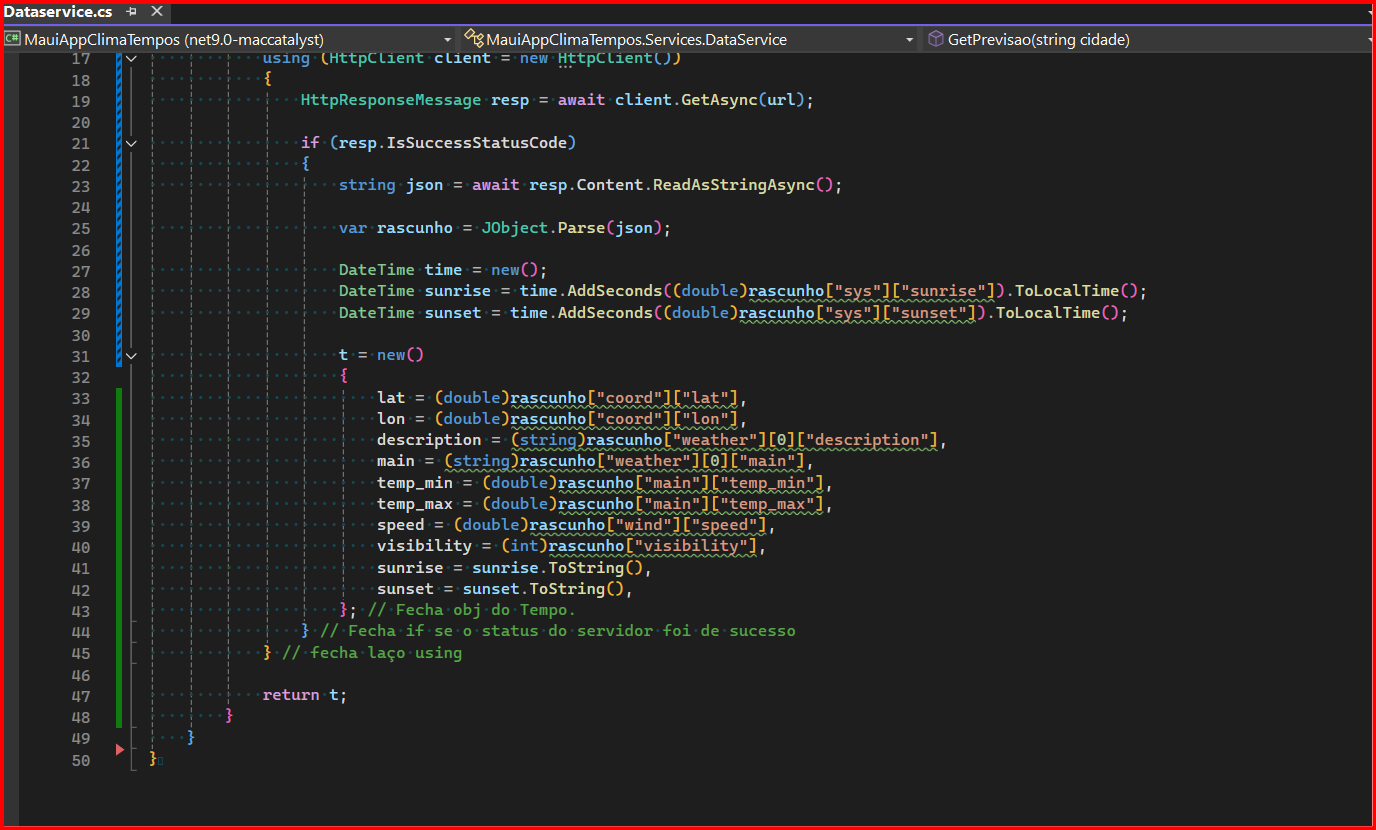 Dataservice.cs
MauiAppClimaTempos (net9.0-maccatalyst) MauiAppClimaTempos.Services.DataService GetPrevisao(string cidade)
17 using (HttpClient client = new HttpClient())
18 {
19 HttpResponseMessage resp = await client.GetAsync(url);
20
21 if (resp.IsSuccessStatusCode)
22 {
23 string json = await resp.Content.ReadAsStringAsync();
24
25 var rascunho = JObject.Parse(json);
26
27 DateTime time = new();
28 DateTime sunrise = time.AddSeconds((double)rascunho["sys"]["sunrise"]).ToLocalTime();
29 DateTime sunset = time.AddSeconds((double)rascunho["sys"]["sunset"]).ToLocalTime();
30
31 t = new()
32 {
33 lat = (double)rascunho["coord"]["lat"],
34 lon = (double)rascunho["coord"]["lon"],
35 description = (string)rascunho["weather"][0]["description"],
36 main = (string)rascunho["weather"][0]["main"],
37 temp_min = (double)rascunho["main"]["temp_min"],
38 temp_max = (double)rascunho["main"]["temp_max"],
39 speed = (double)rascunho["wind"]["speed"],
40 visibility = (int)rascunho["visibility"],
41 sunrise = sunrise.ToString(),
42 sunset = sunset.ToString(),
43 }; // Fecha obj do Tempo.
44 } // Fecha if se o status do servidor foi de sucesso
45 } // fecha laço using
46
47 return t;
48 }
49 }
50 }